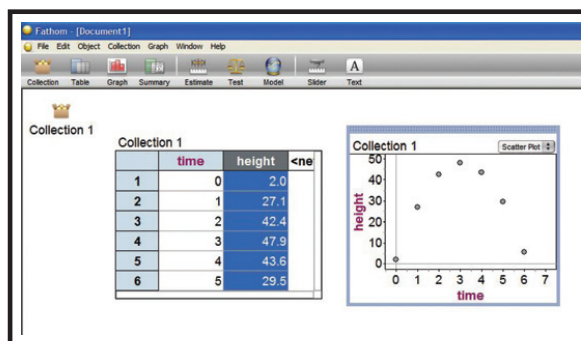 Fathom - [Document1]
File Edit Object Collection Graph Window Help
Collection Table Graph Summary Estimate Test Model Slider Text
A
Collection 1
Collection 1
time height <ne
1 0 2.0
2 1 27.1
3 2 42.4
4 3 47.9
5 4 43.6
6 5 29.5
Collection 1 Scatter Plot
50
40
30
20
10
0
height
0 1 2 3 4 5 6 7
time